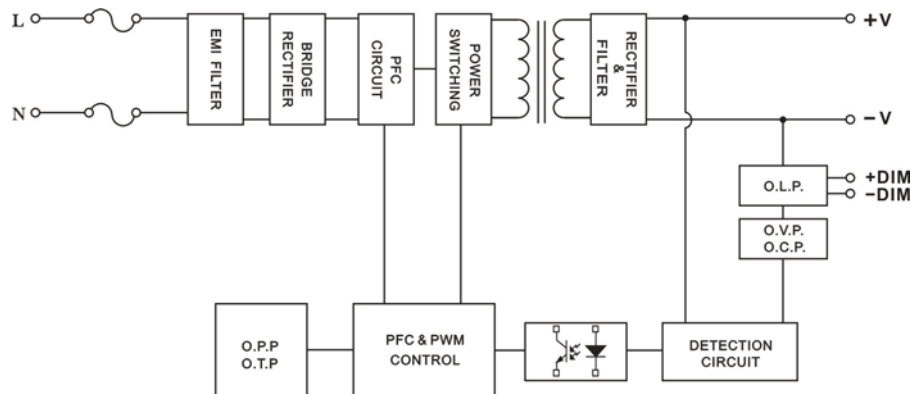 L
EMI FILTER
BRIDGE
RECTIFIER
PFC
CIRCUIT
POWER
SWITCHING
RECTIFIER
&
FILTER
+V
N
-V
O.L.P.
+DIM
-DIM
O.V.P.
O.C.P.
O.P.P
O.T.P
PFC & PWM
CONTROL
DETECTION
CIRCUIT